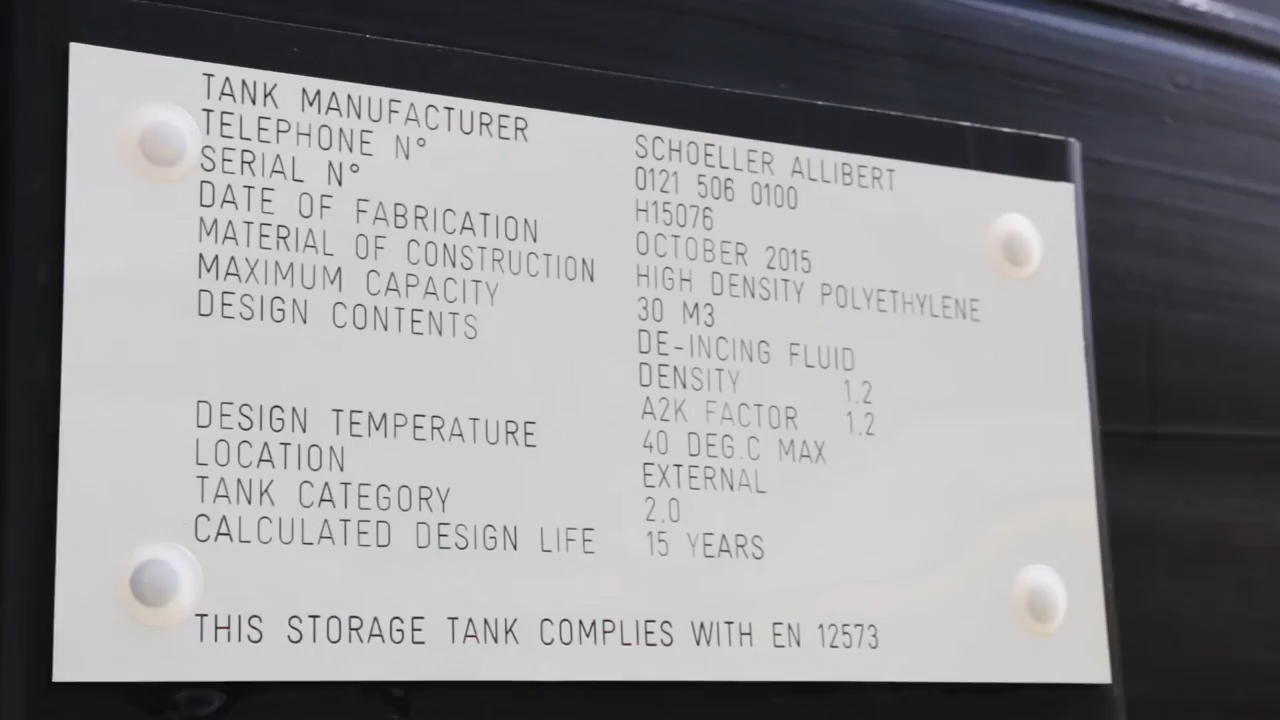 TANK MANUFACTURER SCHOELLER ALLIBERT
TELEPHONE N° 0121 506 0100
SERIAL N° H15076
DATE OF FABRICATION OCTOBER 2015
MATERIAL OF CONSTRUCTION HIGH DENSITY POLYETHYLENE
MAXIMUM CAPACITY 30 M3
DESIGN CONTENTS DE-INCING FLUID
DENSITY 1.2
A2K FACTOR 1.2
DESIGN TEMPERATURE 40 DEG.C MAX
LOCATION EXTERNAL
TANK CATEGORY 2.0
CALCULATED DESIGN LIFE 15 YEARS
THIS STORAGE TANK COMPLIES WITH EN 12573